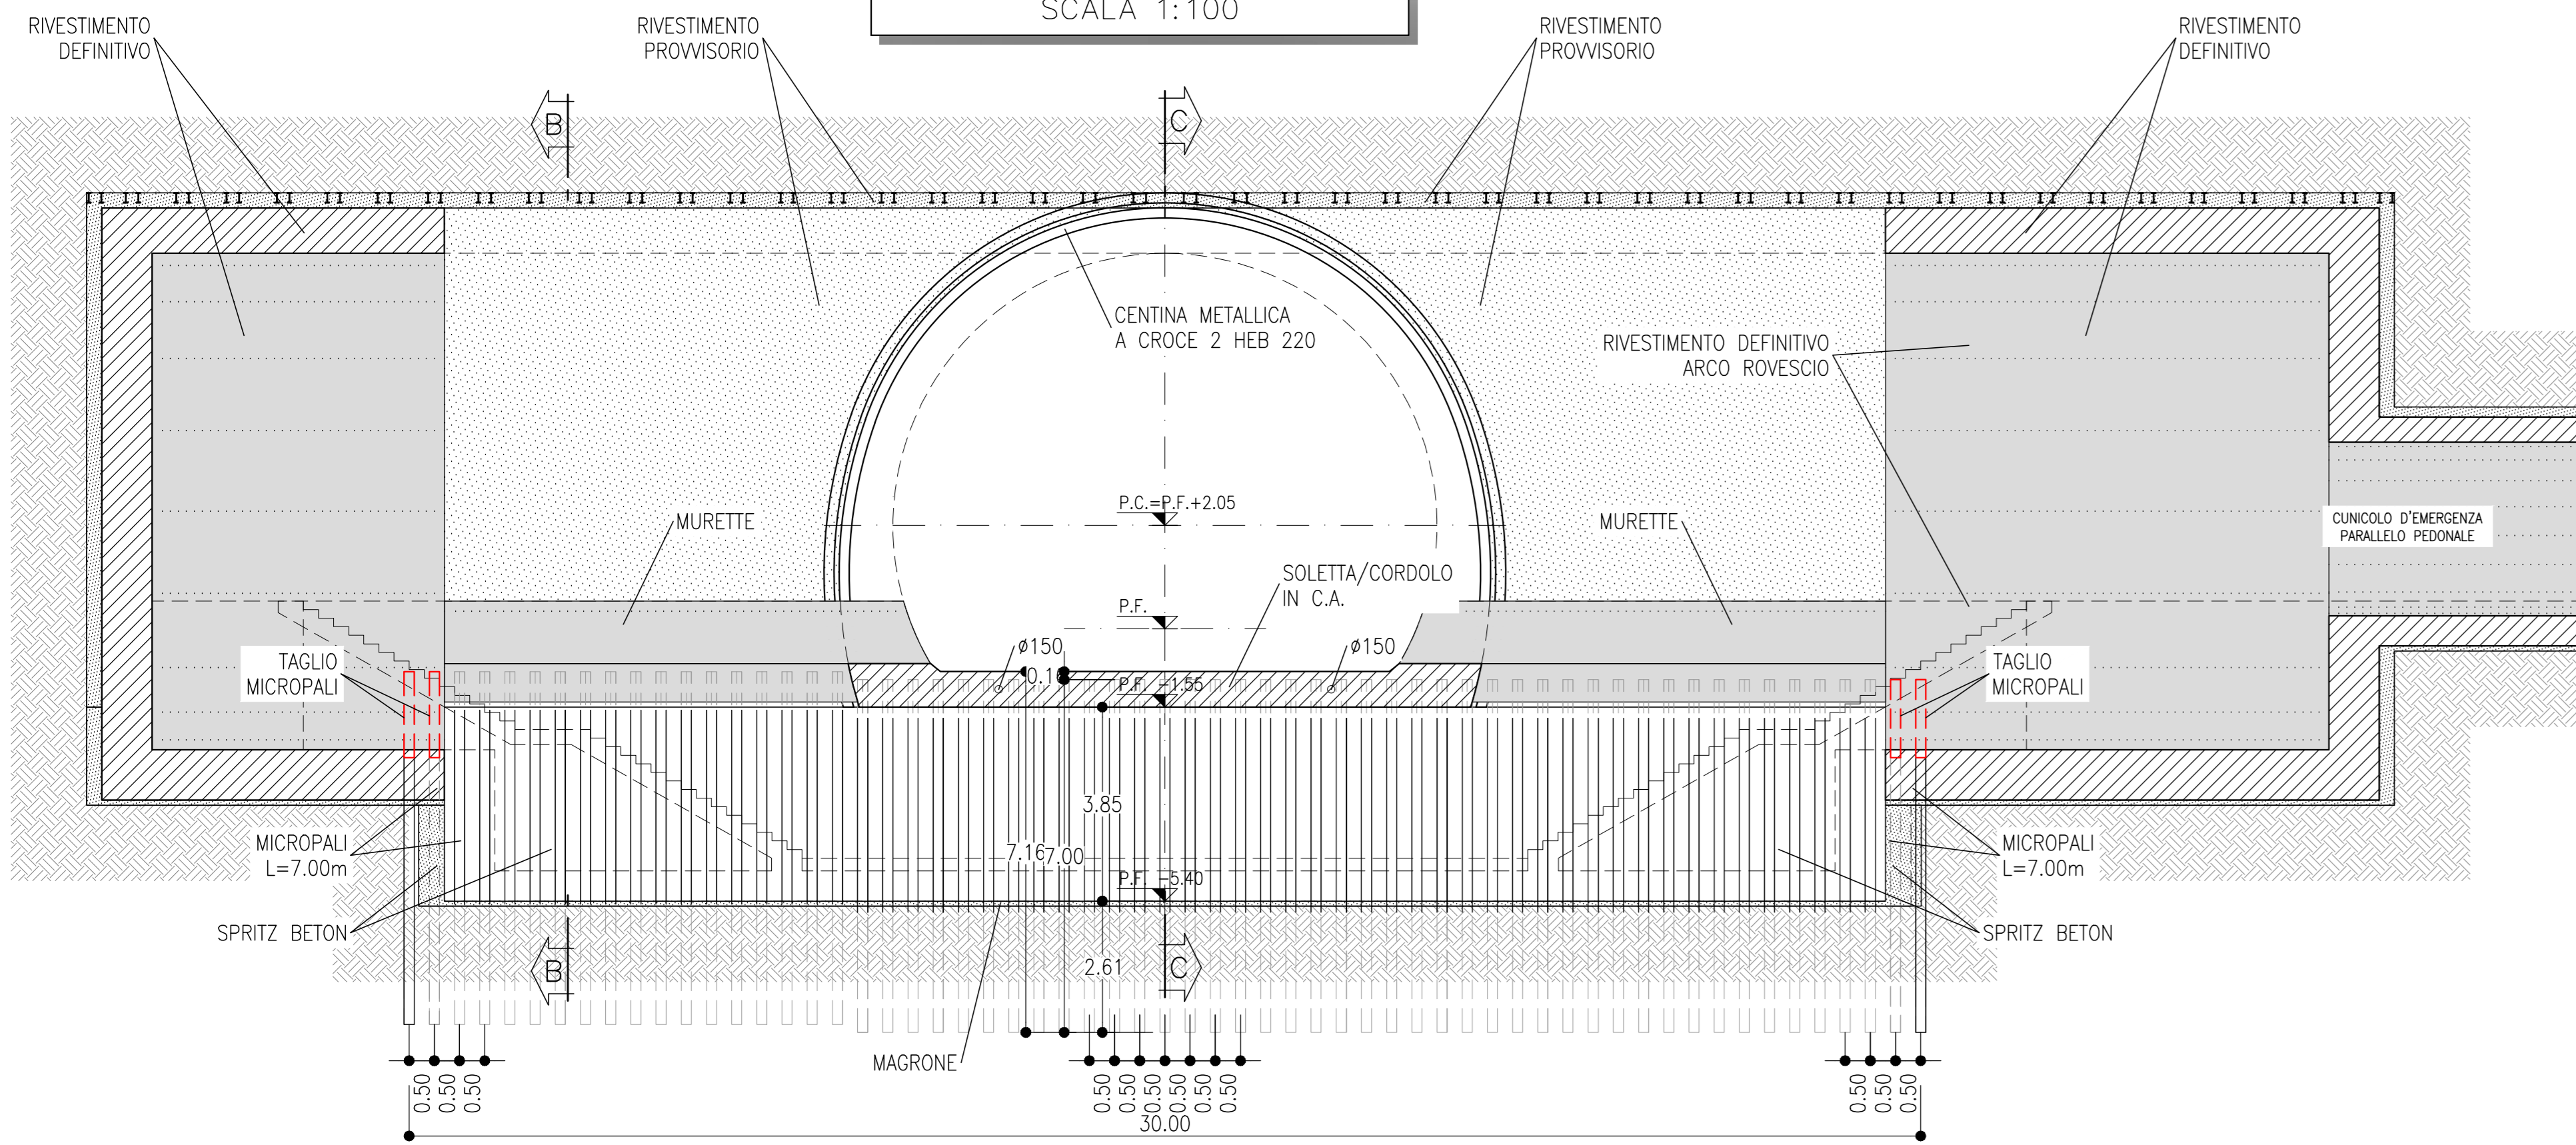 SCALA 1:100
RIVESTIMENTO
DEFINITIVO
RIVESTIMENTO
PROVVISORIO
RIVESTIMENTO
PROVVISORIO
RIVESTIMENTO
DEFINITIVO
B
C
CENTINA METALLICA
A CROCE 2 HEB 220
RIVESTIMENTO DEFINITIVO
ARCO ROVESCIO
P.C.=P.F.+2.05
MURETTE
MURETTE
CUNICOLO D'EMERGENZA
PARALLELO PEDONALE
SOLETTA/CORDOLO
IN C.A.
P.F.
ø150
ø150
TAGLIO
MICROPALI
TAGLIO
MICROPALI
0.16
P.F. -1.55
3.85
7.16
7.00
MICROPALI
L=7.00m
MICROPALI
L=7.00m
P.F. -5.40
SPRITZ BETON
SPRITZ BETON
B
C
2.61
MAGRONE
0.50
0.50
0.50
0.50
0.50
0.50
0.50
0.50
0.50
0.50
0.50
0.50
30.00